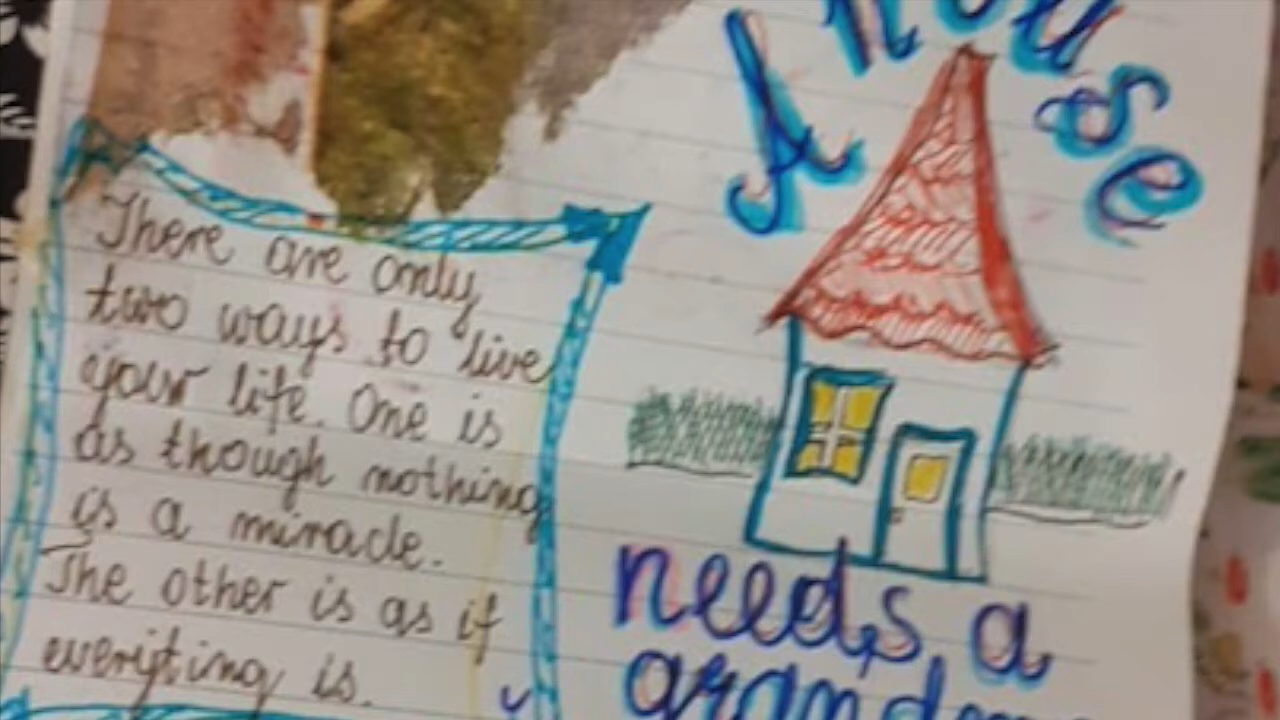 There are only
two ways to live
your life. One is
as though nothing
is a miracle.
The other is as if
everyting is.
A house
needs a